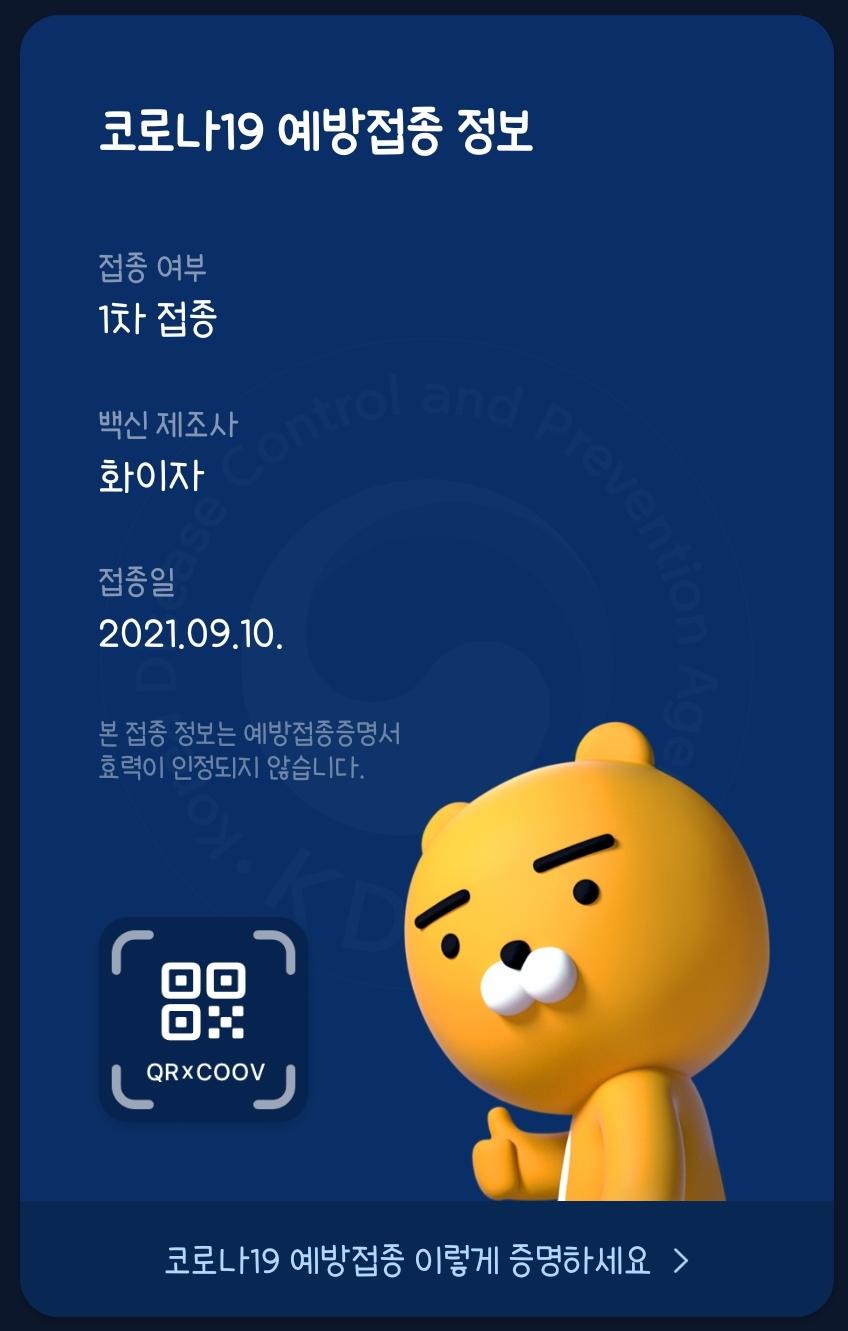 코로나19 예방접종 정보
접종 여부
1차 접종
백신 제조사
화이자
접종일
2021.09.10.
본 접종 정보는 예방접종증명서
효력이 인정되지 않습니다.
Disease Control and Prevention Age
Kor
KD
QRxCOOV
코로나19 예방접종 이렇게 증명하세요